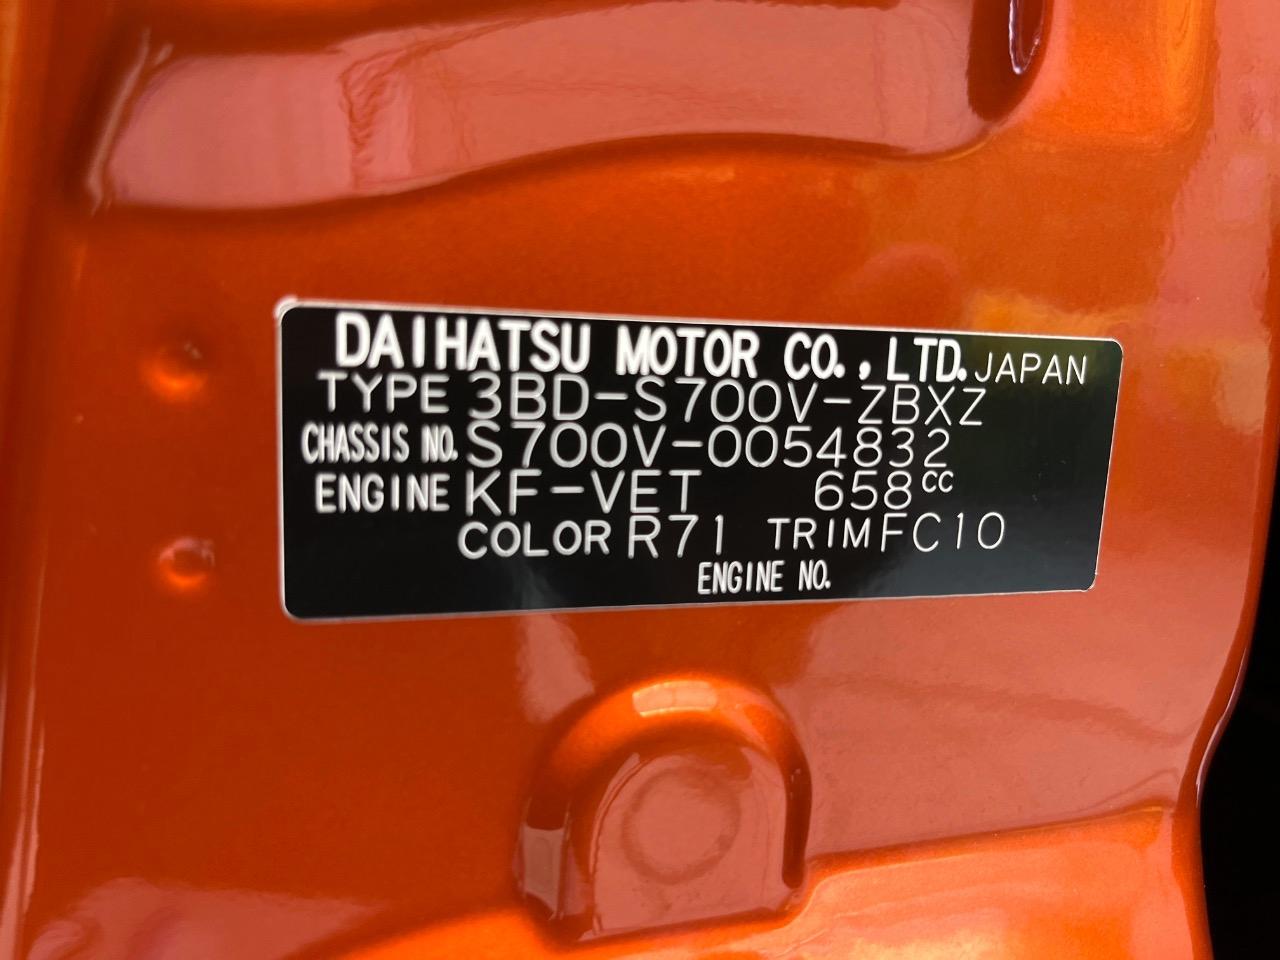 DAIHATSU MOTOR CO., LTD. JAPAN
TYPE 3BD-S700V-ZBXZ
CHASSIS NO. S700V-0054832
ENGINE KF-VET 658cc
COLOR R71 TRIM FC10
ENGINE NO.